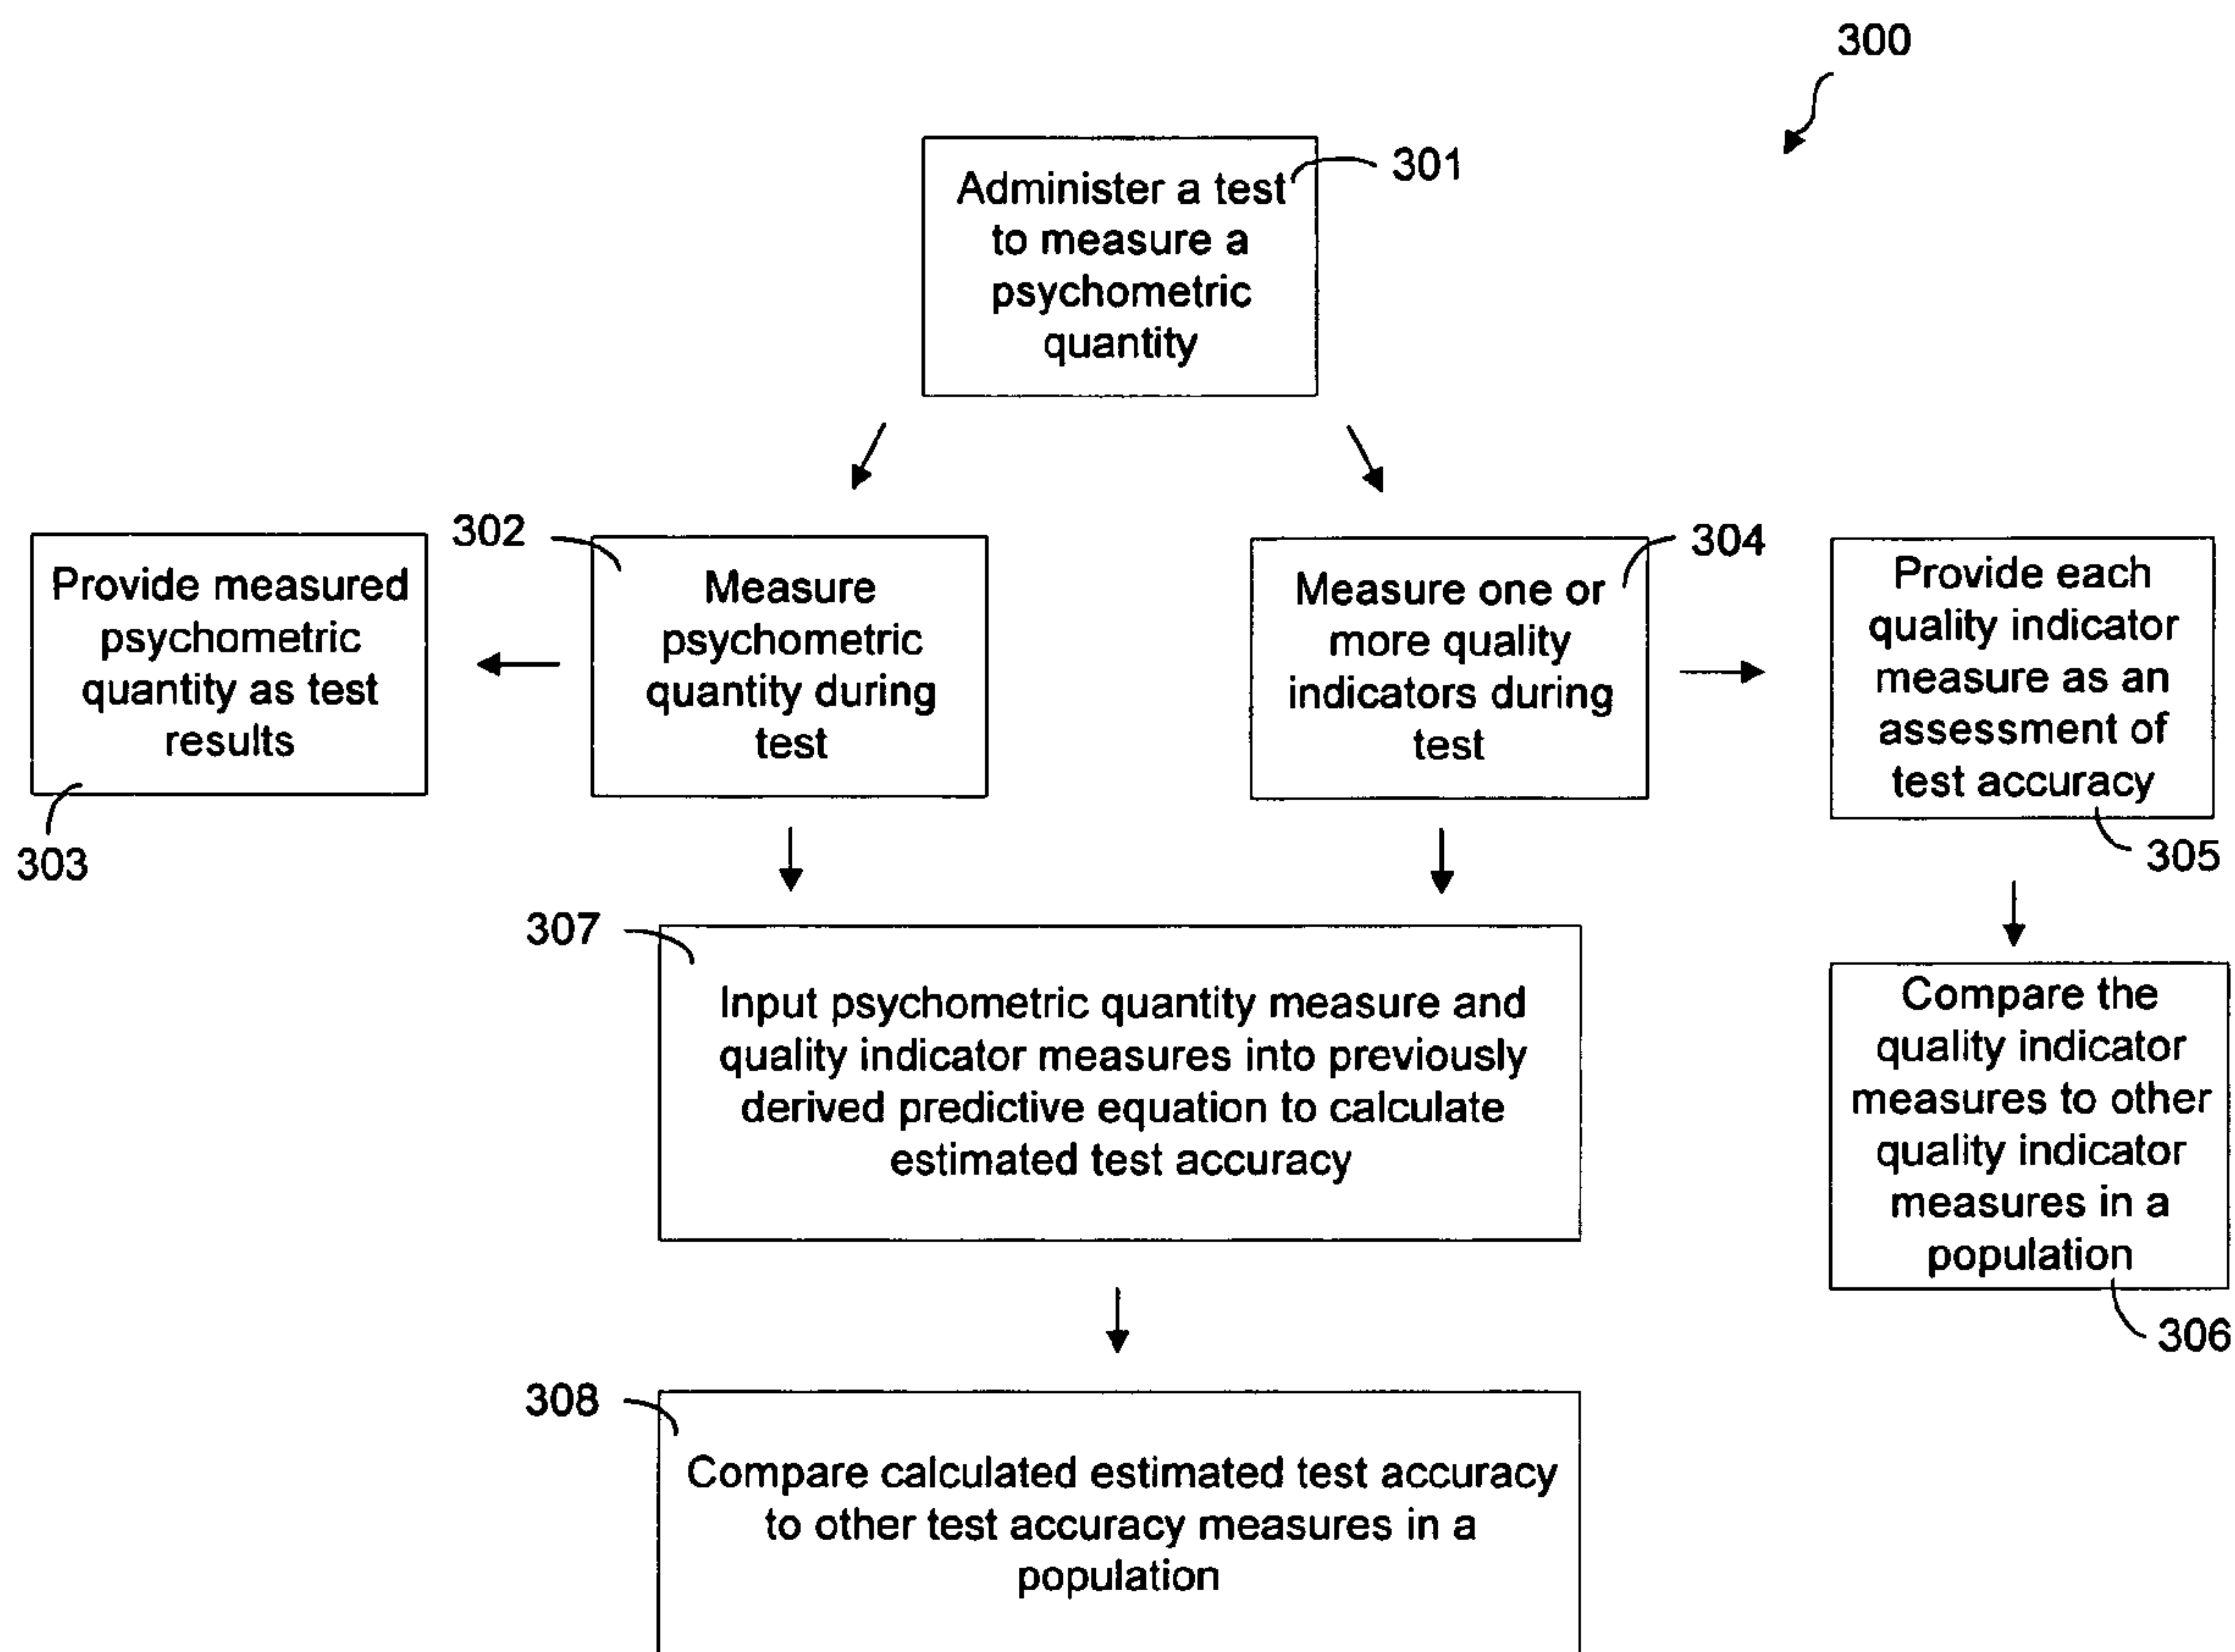 300
301
Administer a test
to measure a
psychometric
quantity
302
304
Provide measured
psychometric
quantity as test
results
303
Measure
psychometric
quantity during
test
Measure one or
more quality
indicators during
test
Provide each
quality indicator
measure as an
assessment of
test accuracy
305
307
Input psychometric quantity measure and
quality indicator measures into previously
derived predictive equation to calculate
estimated test accuracy
Compare the
quality indicator
measures to other
quality indicator
measures in a
population
306
308
Compare calculated estimated test accuracy
to other test accuracy measures in a
population